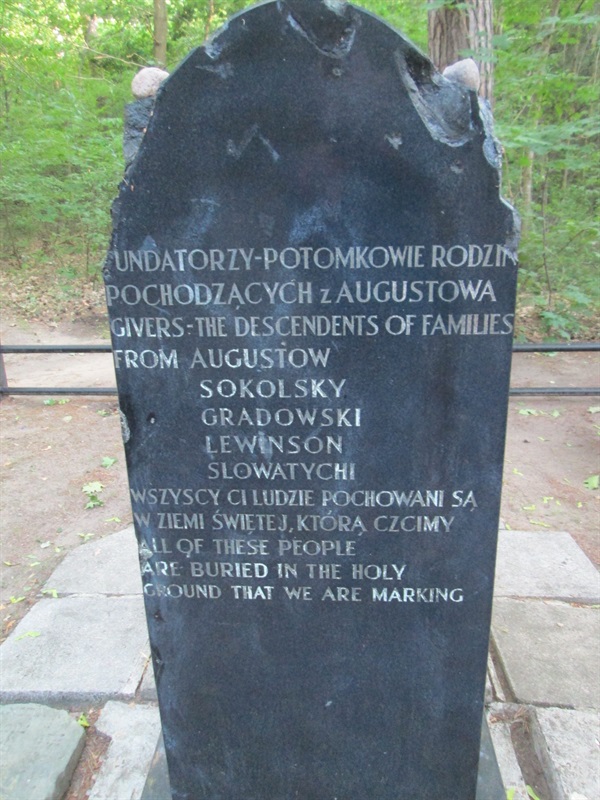 UNDATORZY-POTOMKOWIE RODZIN
POCHODZĄCYCH z AUGUSTOWA
GIVERS-THE DESCENDENTS OF FAMILIES
FROM AUGUSTOW
SOKOLSKY
GRADOWSKI
LEWINSON
SLOWATYCHI
WSZYSCY CI LUDZIE POCHOWANI SĄ
W ZIEMI ŚWIĘTEJ, KTÓRĄ CZCIMY
ALL OF THESE PEOPLE
ARE BURIED IN THE HOLY
GROUND THAT WE ARE MARKING